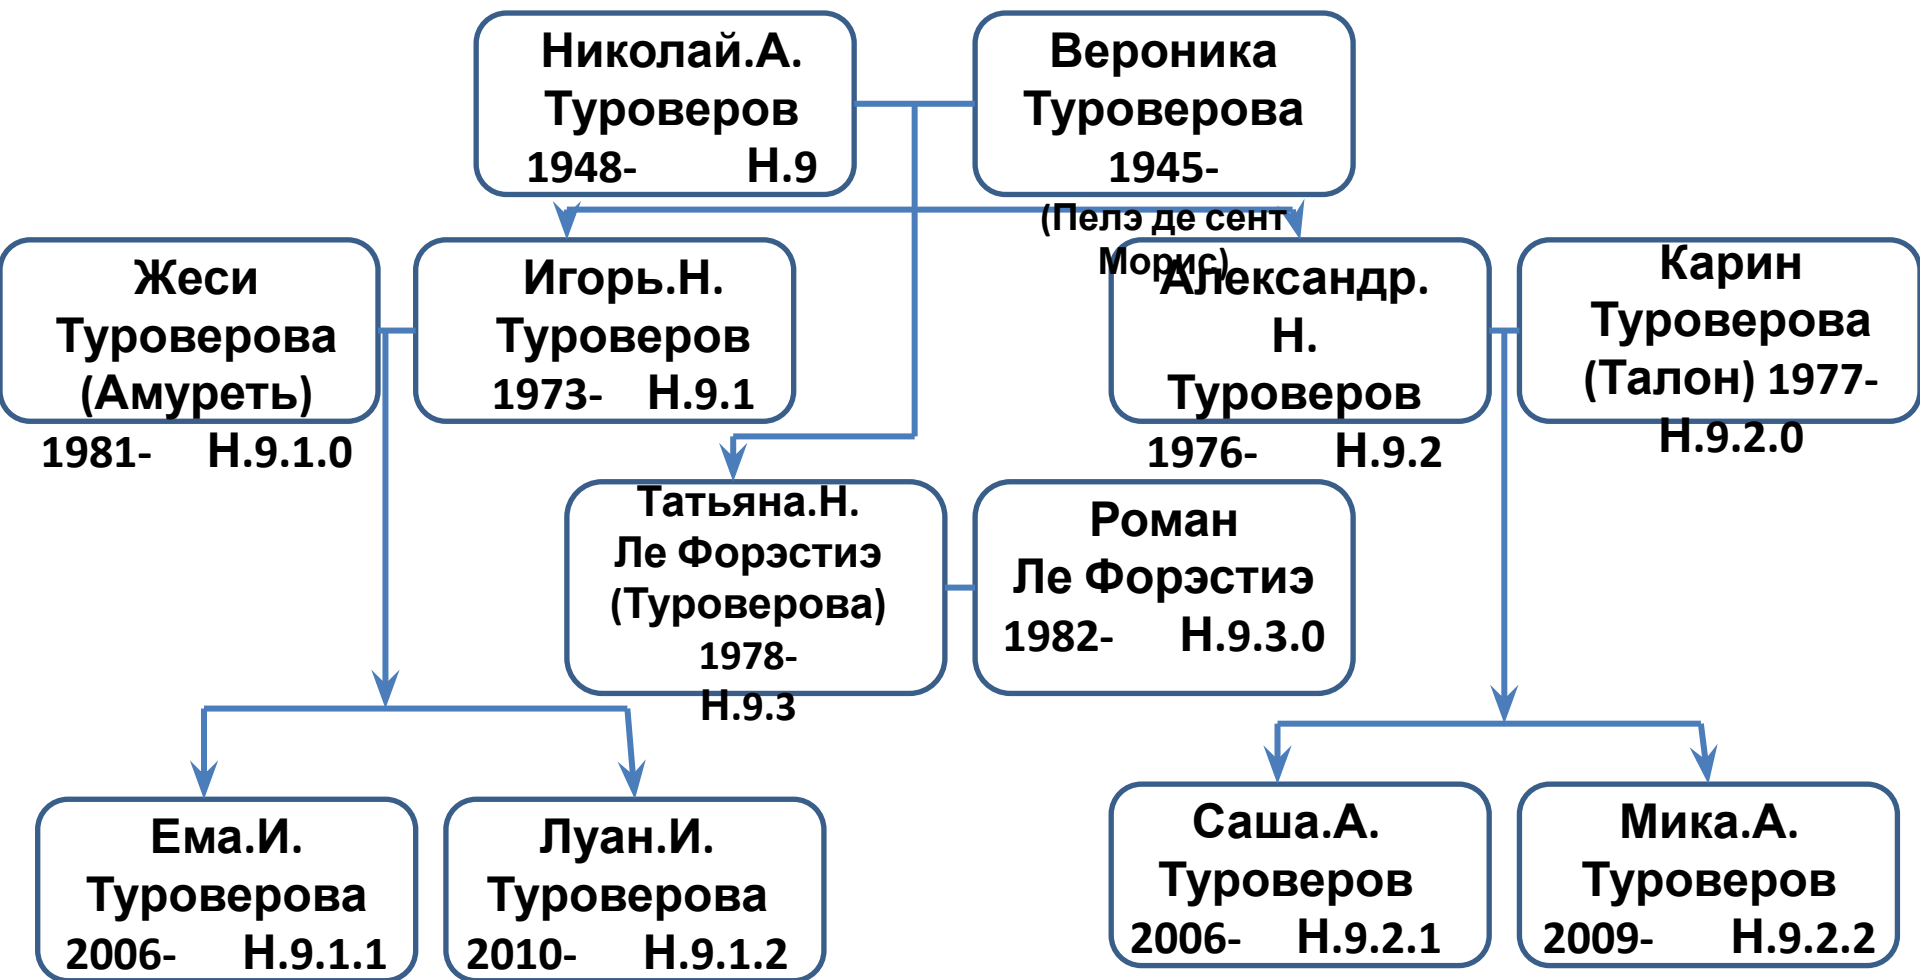 Николай.А.
Туроверов
1948- Н.9
Вероника
Туроверова
1945-
(Пелэ де сент
Морис)
Жеси
Туроверова
(Амуреть)
1981- Н.9.1.0
Игорь.Н.
Туроверов
1973- Н.9.1
Александр.
Н.
Туроверов
1976- Н.9.2
Карин
Туроверова
(Талон) 1977-
Н.9.2.0
Татьяна.Н.
Ле Форэстиэ
(Туроверова)
1978-
Н.9.3
Роман
Ле Форэстиэ
1982- Н.9.3.0
Ема.И.
Туроверова
2006- Н.9.1.1
Луан.И.
Туроверова
2010- Н.9.1.2
Саша.А.
Туроверов
2006- Н.9.2.1
Мика.А.
Туроверов
2009- Н.9.2.2